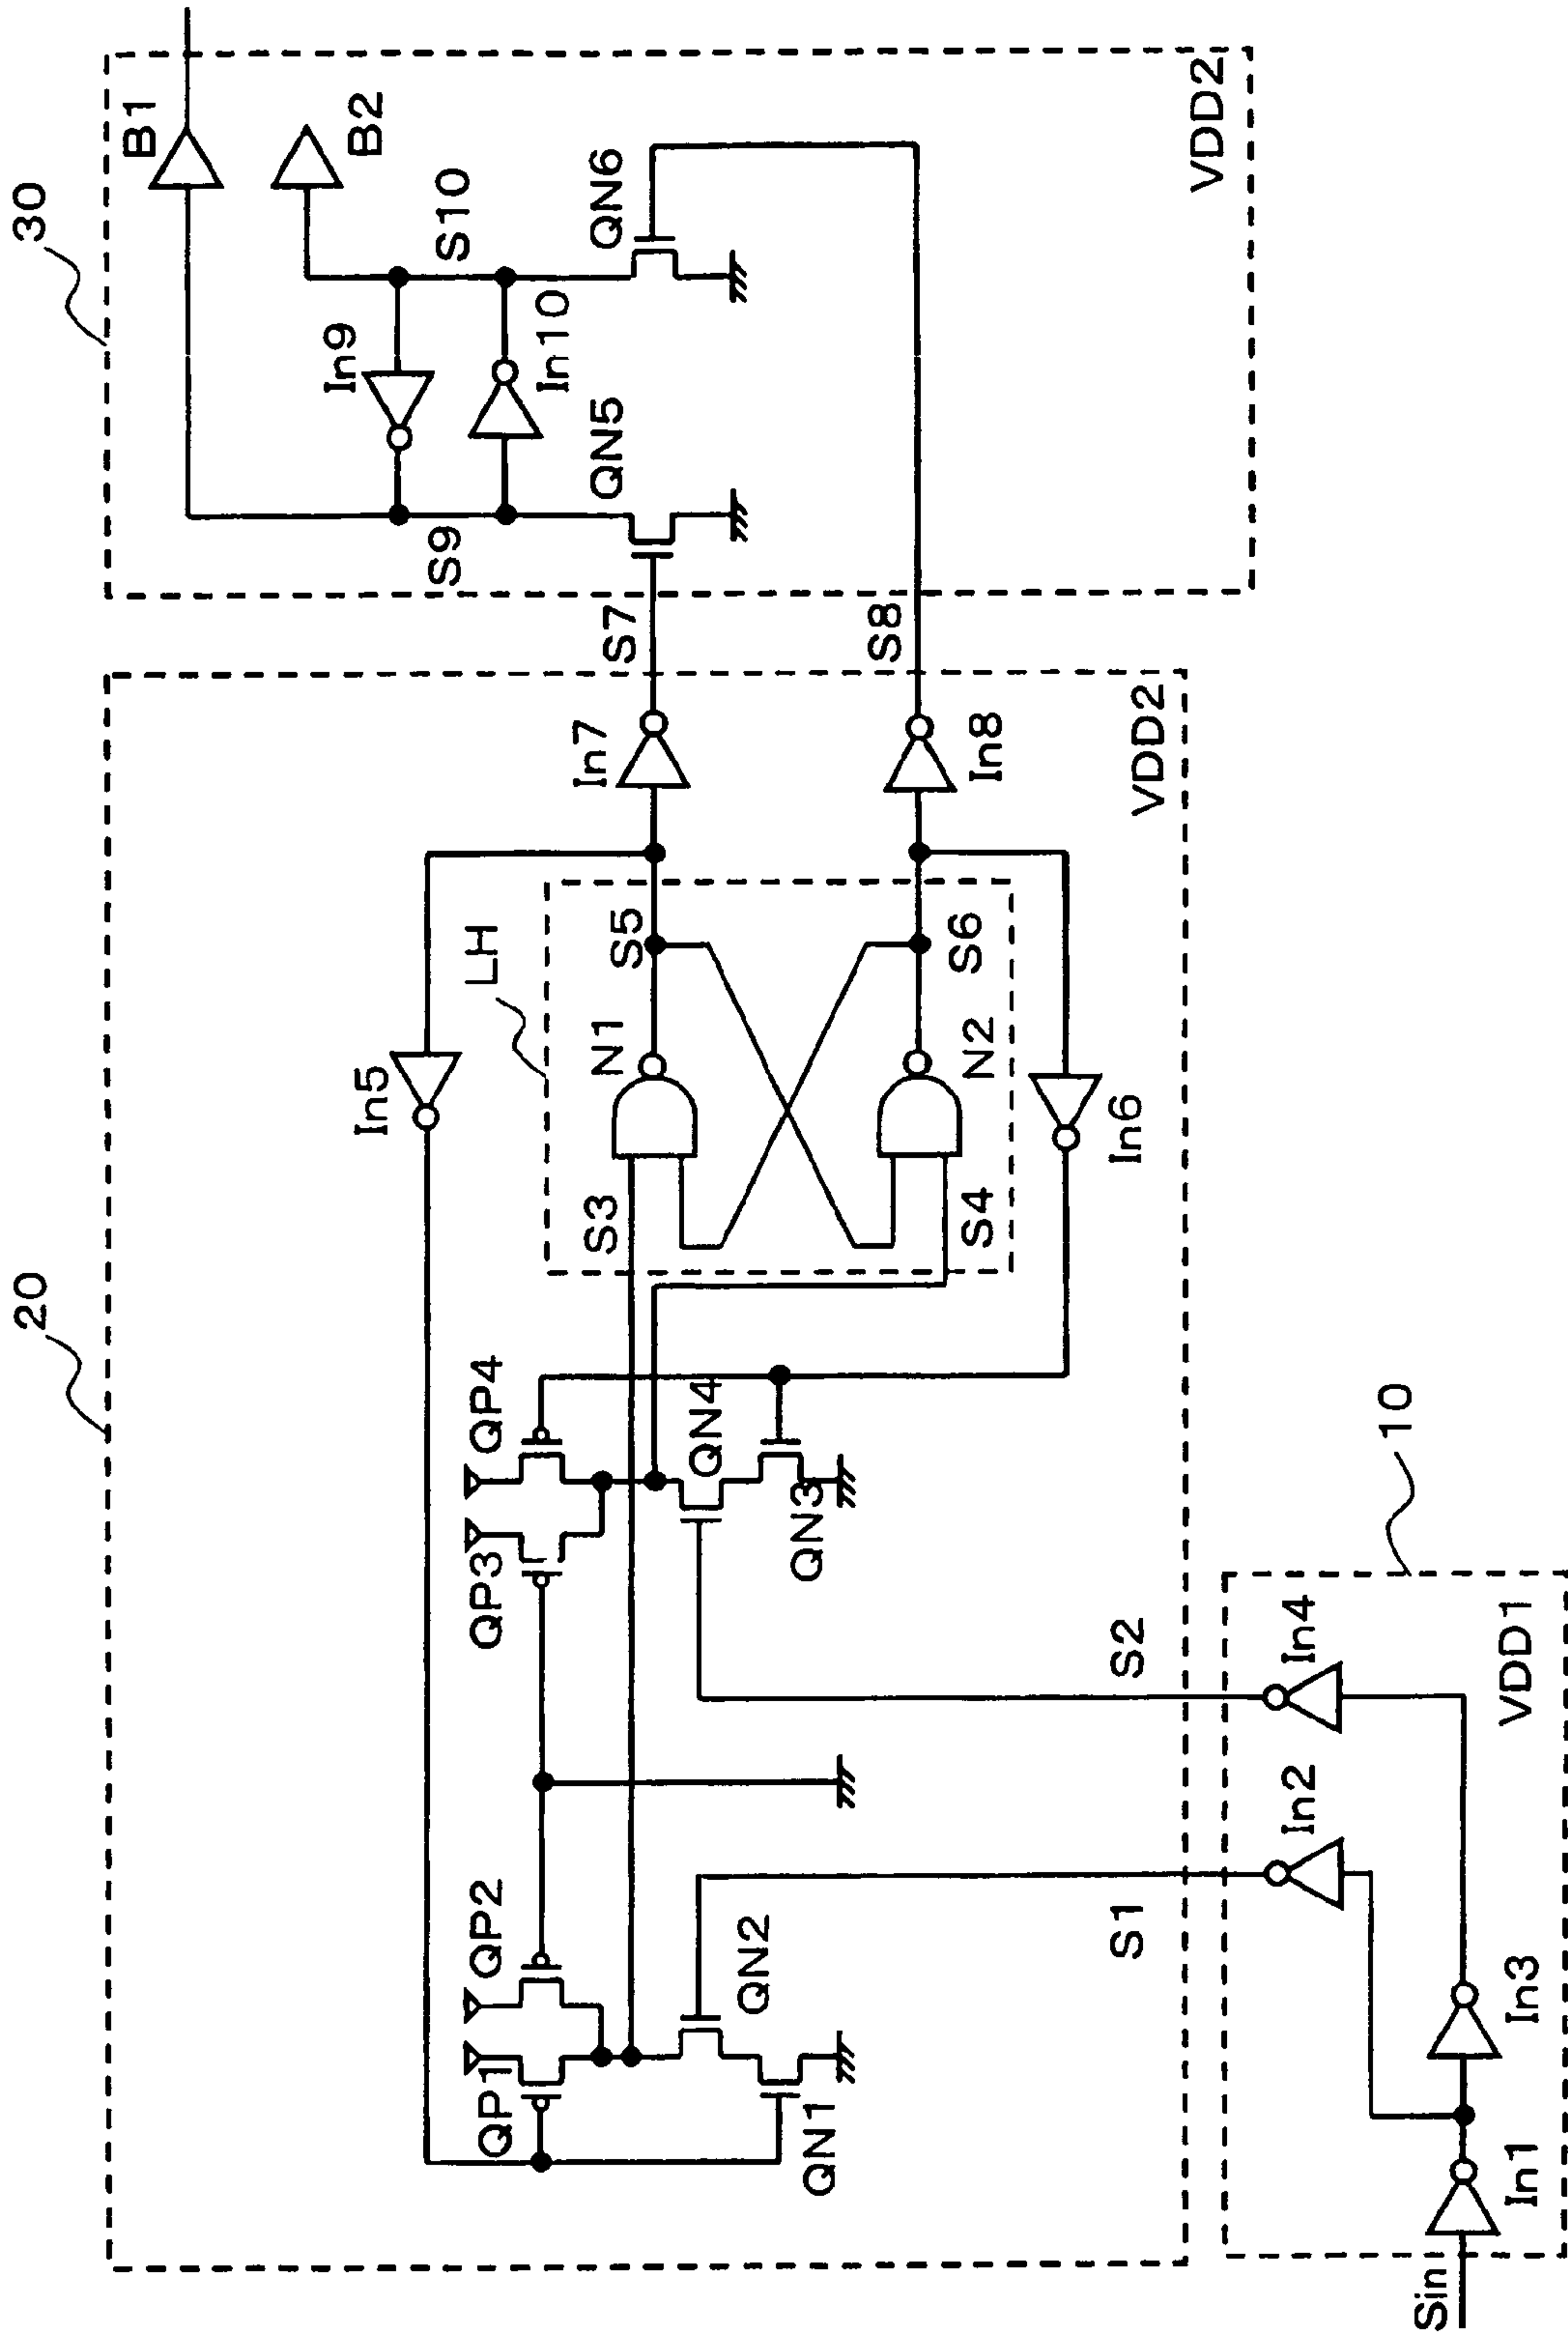 30
B1
B2
S10
QN6
In9
In10
QN5
S9
VDD2
S7
S8
20
In7
In8
VDD2
LH
S5
S6
N1
N2
In5
In6
S3
S4
QP4
QP3
QN4
QN3
10
S2
In4
VDD1
In2
S1
QP2
QN2
QP1
QN1
In3
In1
Sin